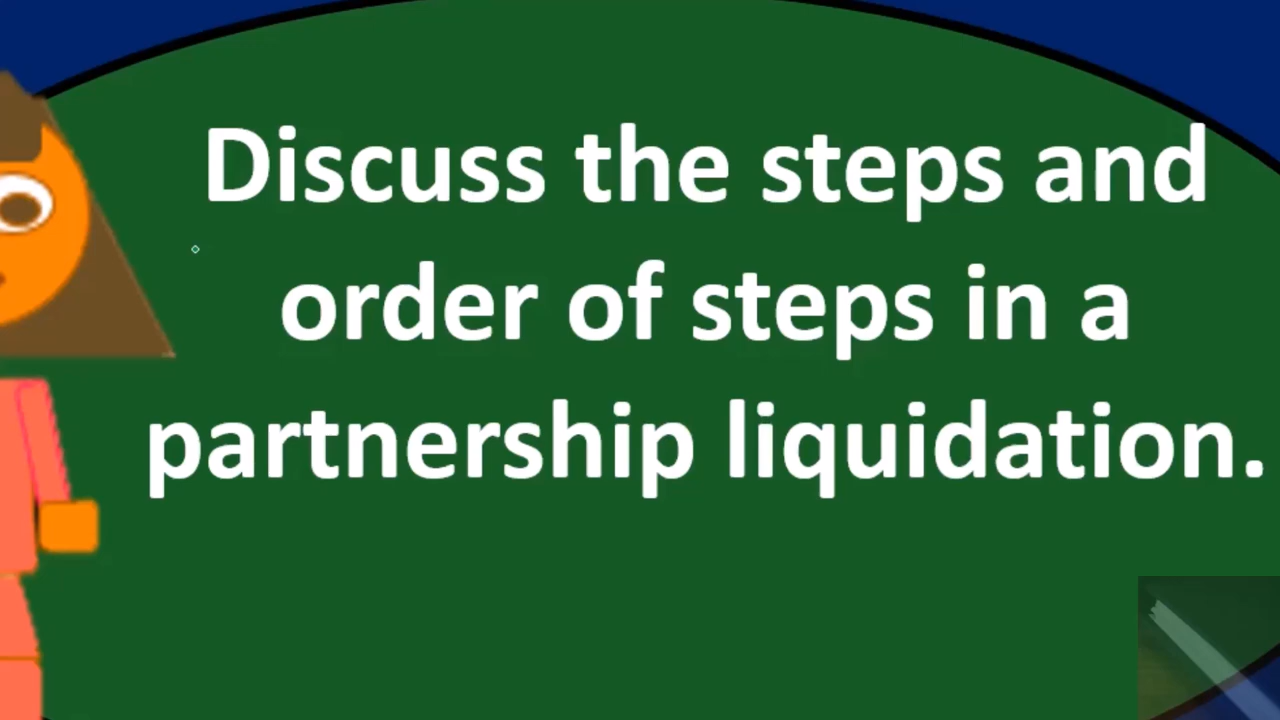 Discuss the steps and
order of steps in a
partnership liquidation.